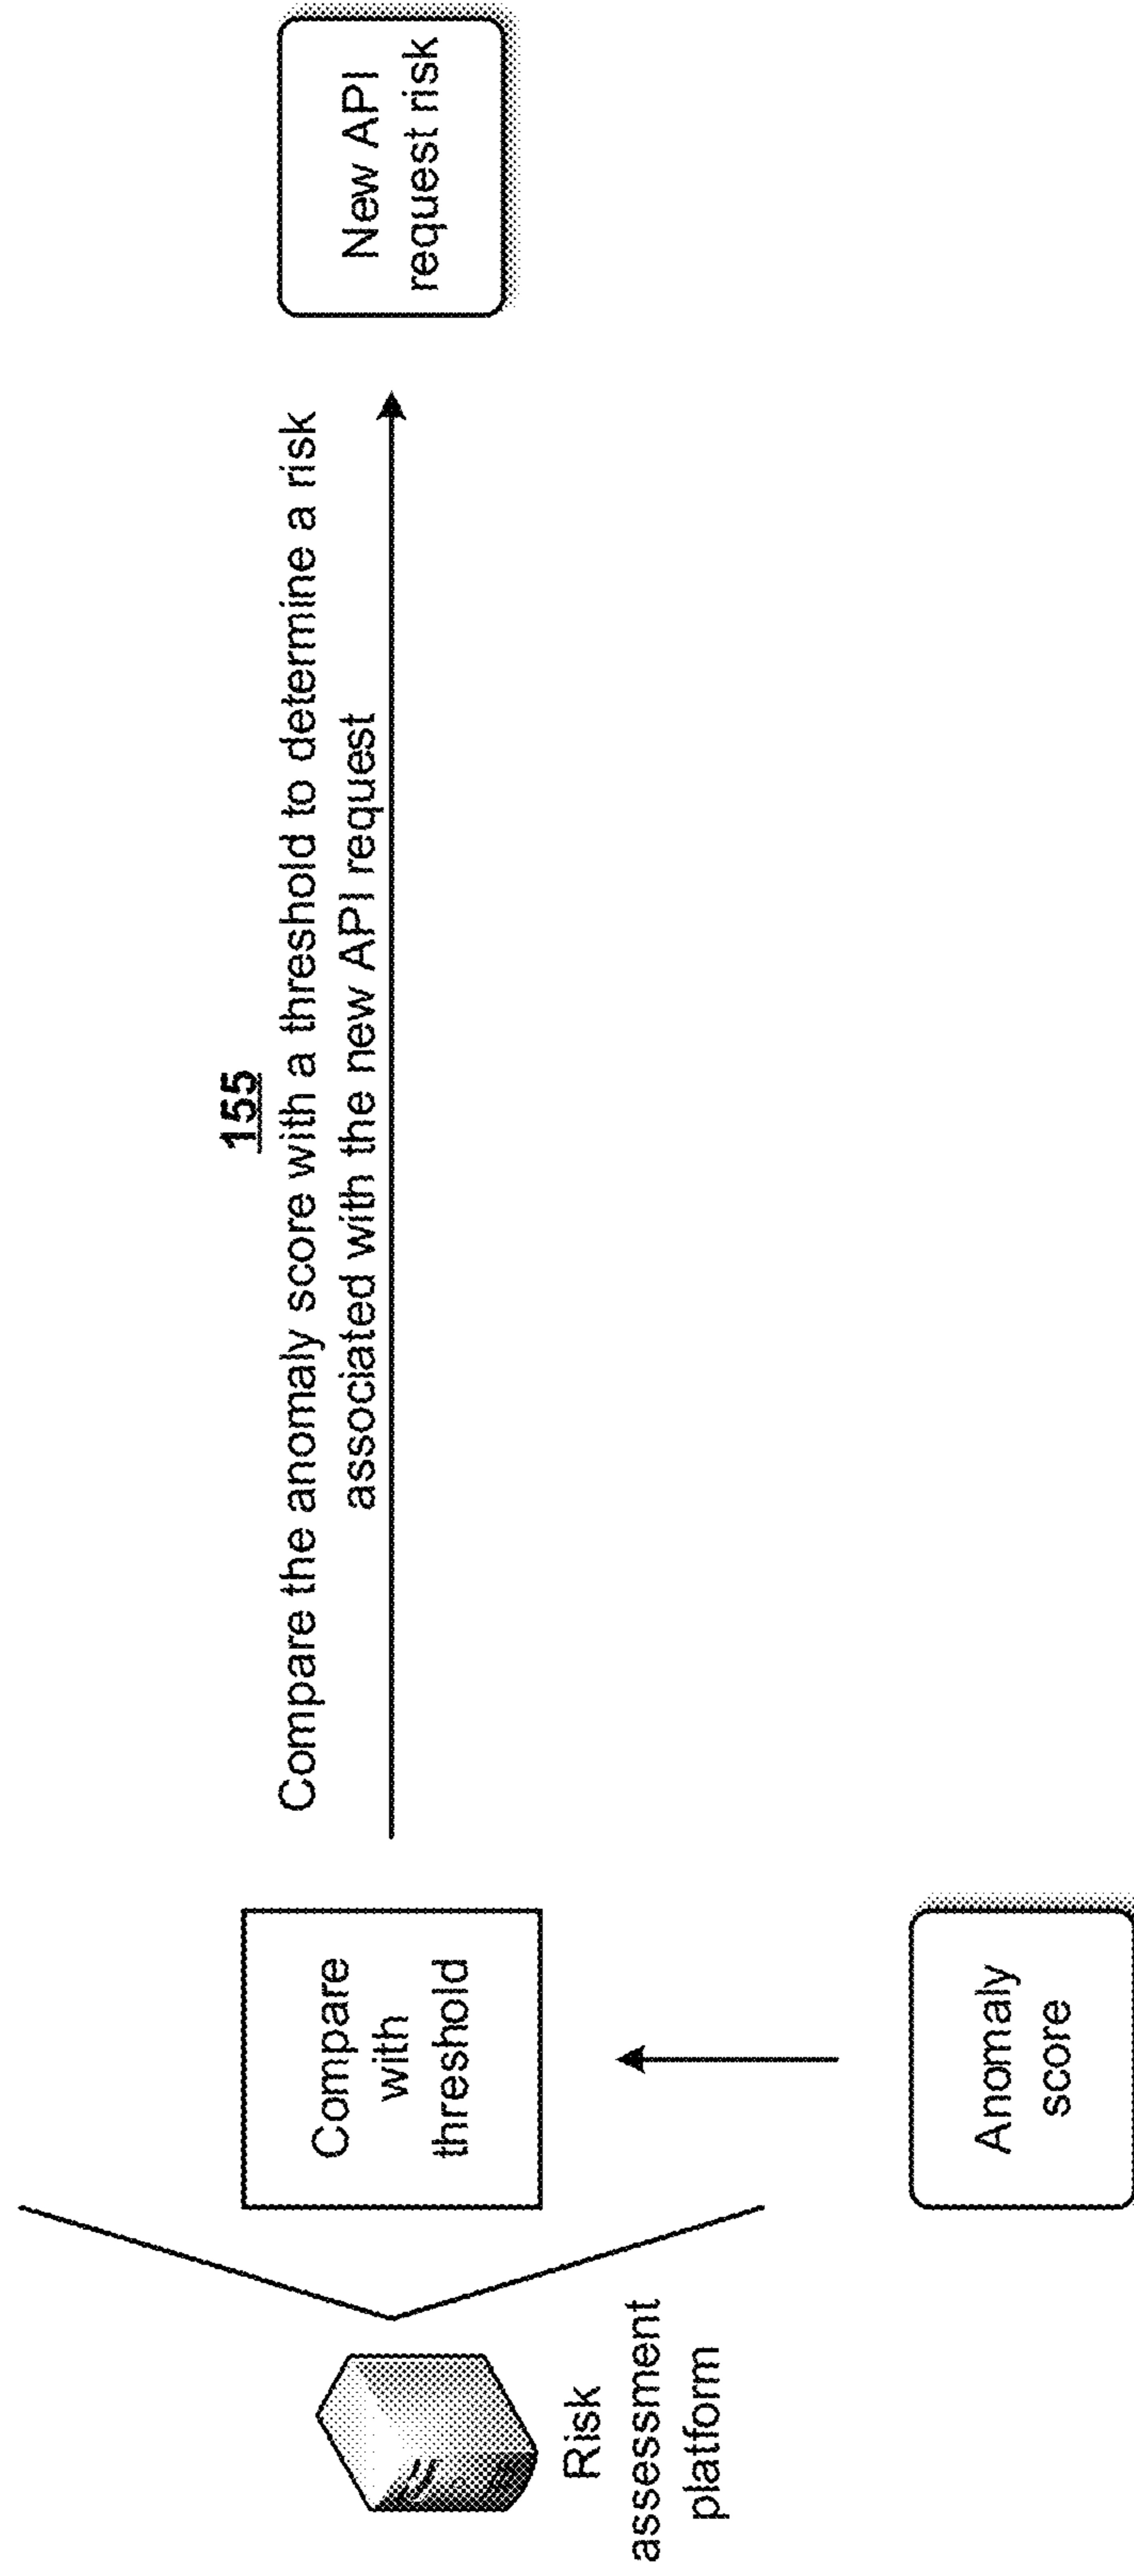 155
Compare the anomaly score with a threshold to determine a risk
associated with the new API request
New API
request risk
Compare
with
threshold
Risk
assessment
platform
Anomaly
score